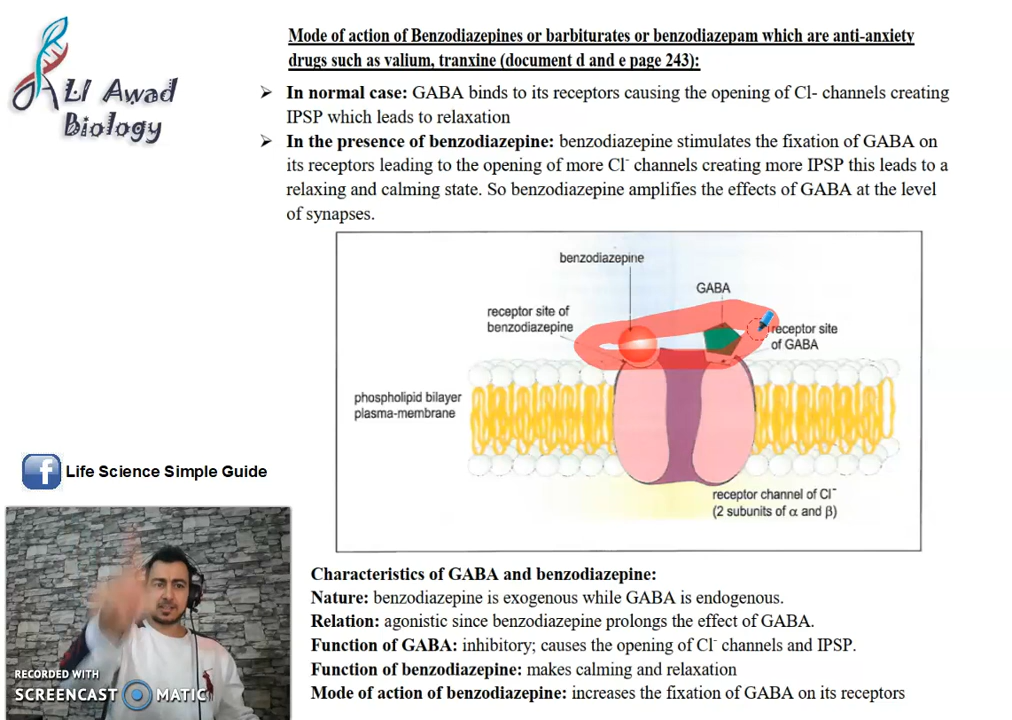 ALI Awad
Biology
Mode of action of Benzodiazepines or barbiturates or benzodiazepam which are anti-anxiety
drugs such as valium, tranxine (document d and e page 243):
➢ In normal case: GABA binds to its receptors causing the opening of Cl- channels creating
IPSP which leads to relaxation
➢ In the presence of benzodiazepine: benzodiazepine stimulates the fixation of GABA on
its receptors leading to the opening of more Cl⁻ channels creating more IPSP this leads to a
relaxing and calming state. So benzodiazepine amplifies the effects of GABA at the level
of synapses.
benzodiazepine
GABA
receptor site of
benzodiazepine
receptor site
of GABA
phospholipid bilayer
plasma-membrane
receptor channel of Cl⁻
(2 subunits of α and β)
f Life Science Simple Guide
RECORDED WITH
SCREENCAST MATIC
Characteristics of GABA and benzodiazepine:
Nature: benzodiazepine is exogenous while GABA is endogenous.
Relation: agonistic since benzodiazepine prolongs the effect of GABA.
Function of GABA: inhibitory; causes the opening of Cl⁻ channels and IPSP.
Function of benzodiazepine: makes calming and relaxation
Mode of action of benzodiazepine: increases the fixation of GABA on its receptors